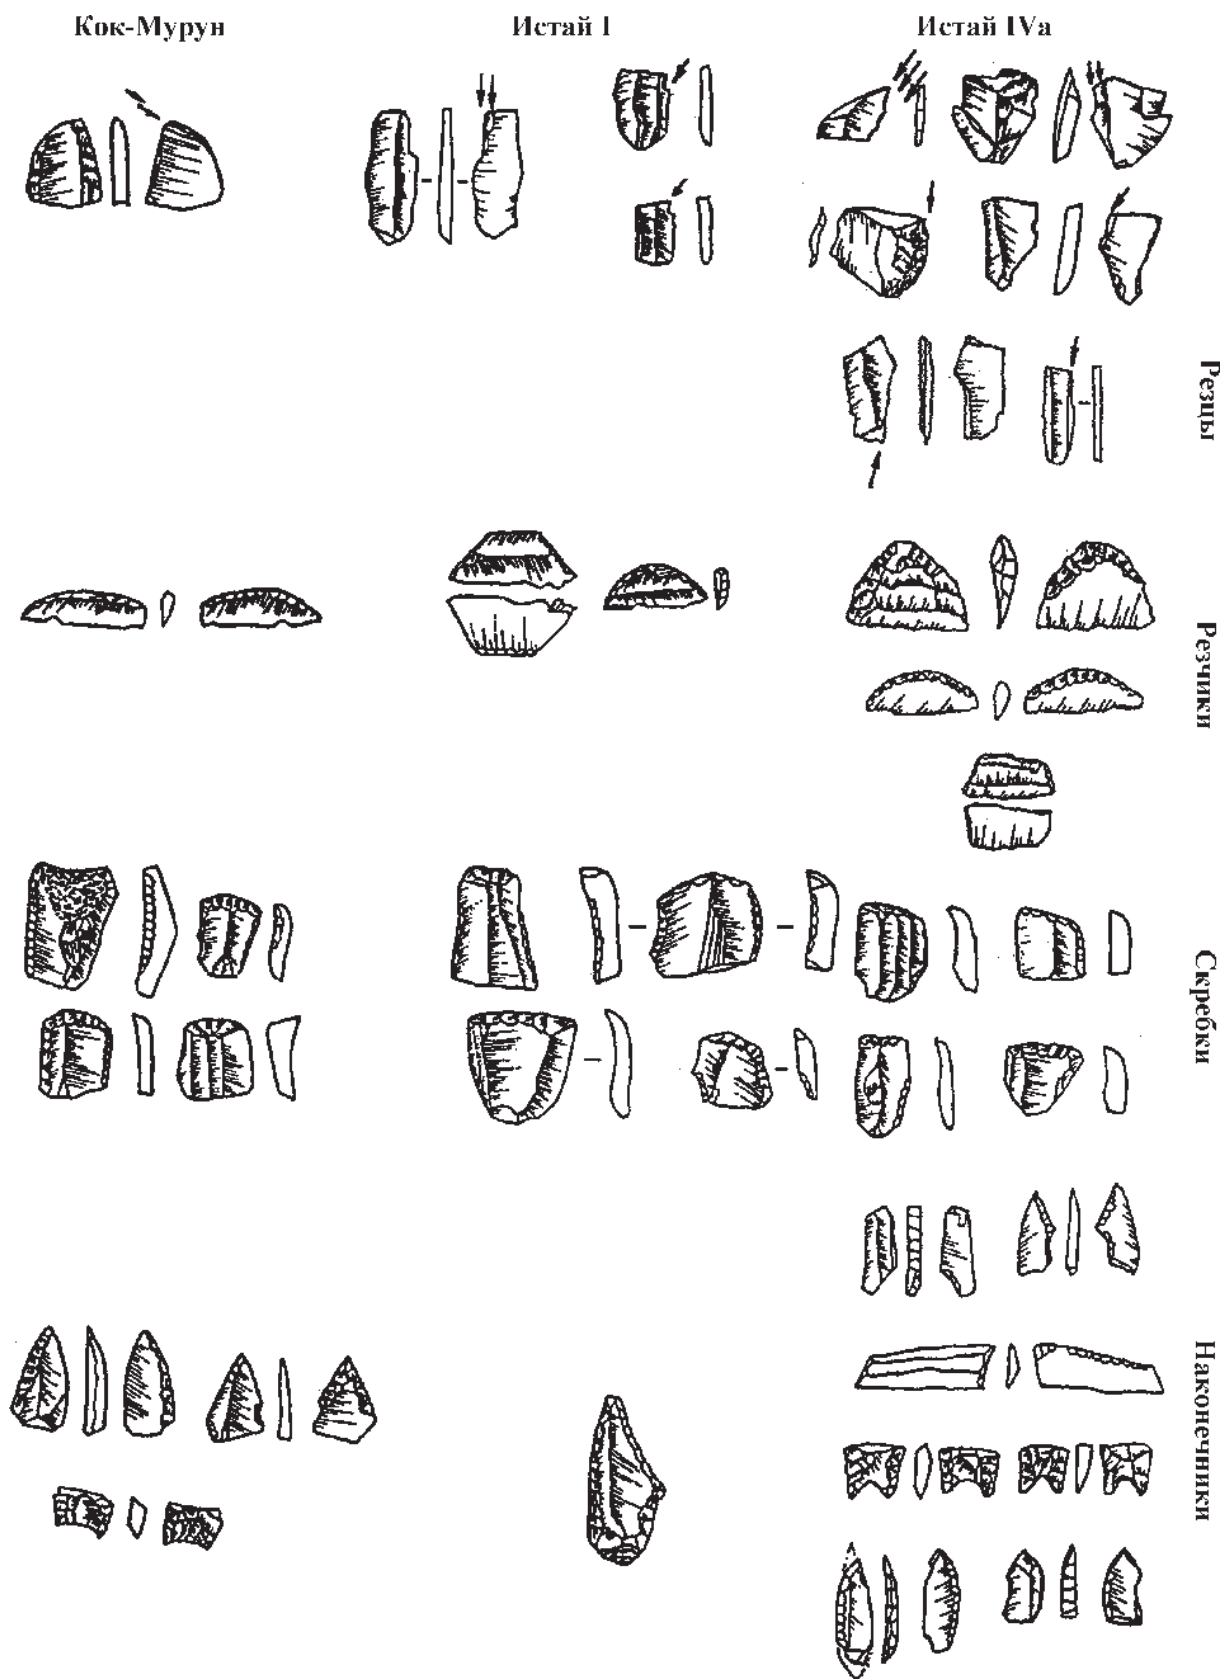 Кок-Мурун
Истай I
Истай IVa
Резцы
Резчики
Скребки
Наконечники